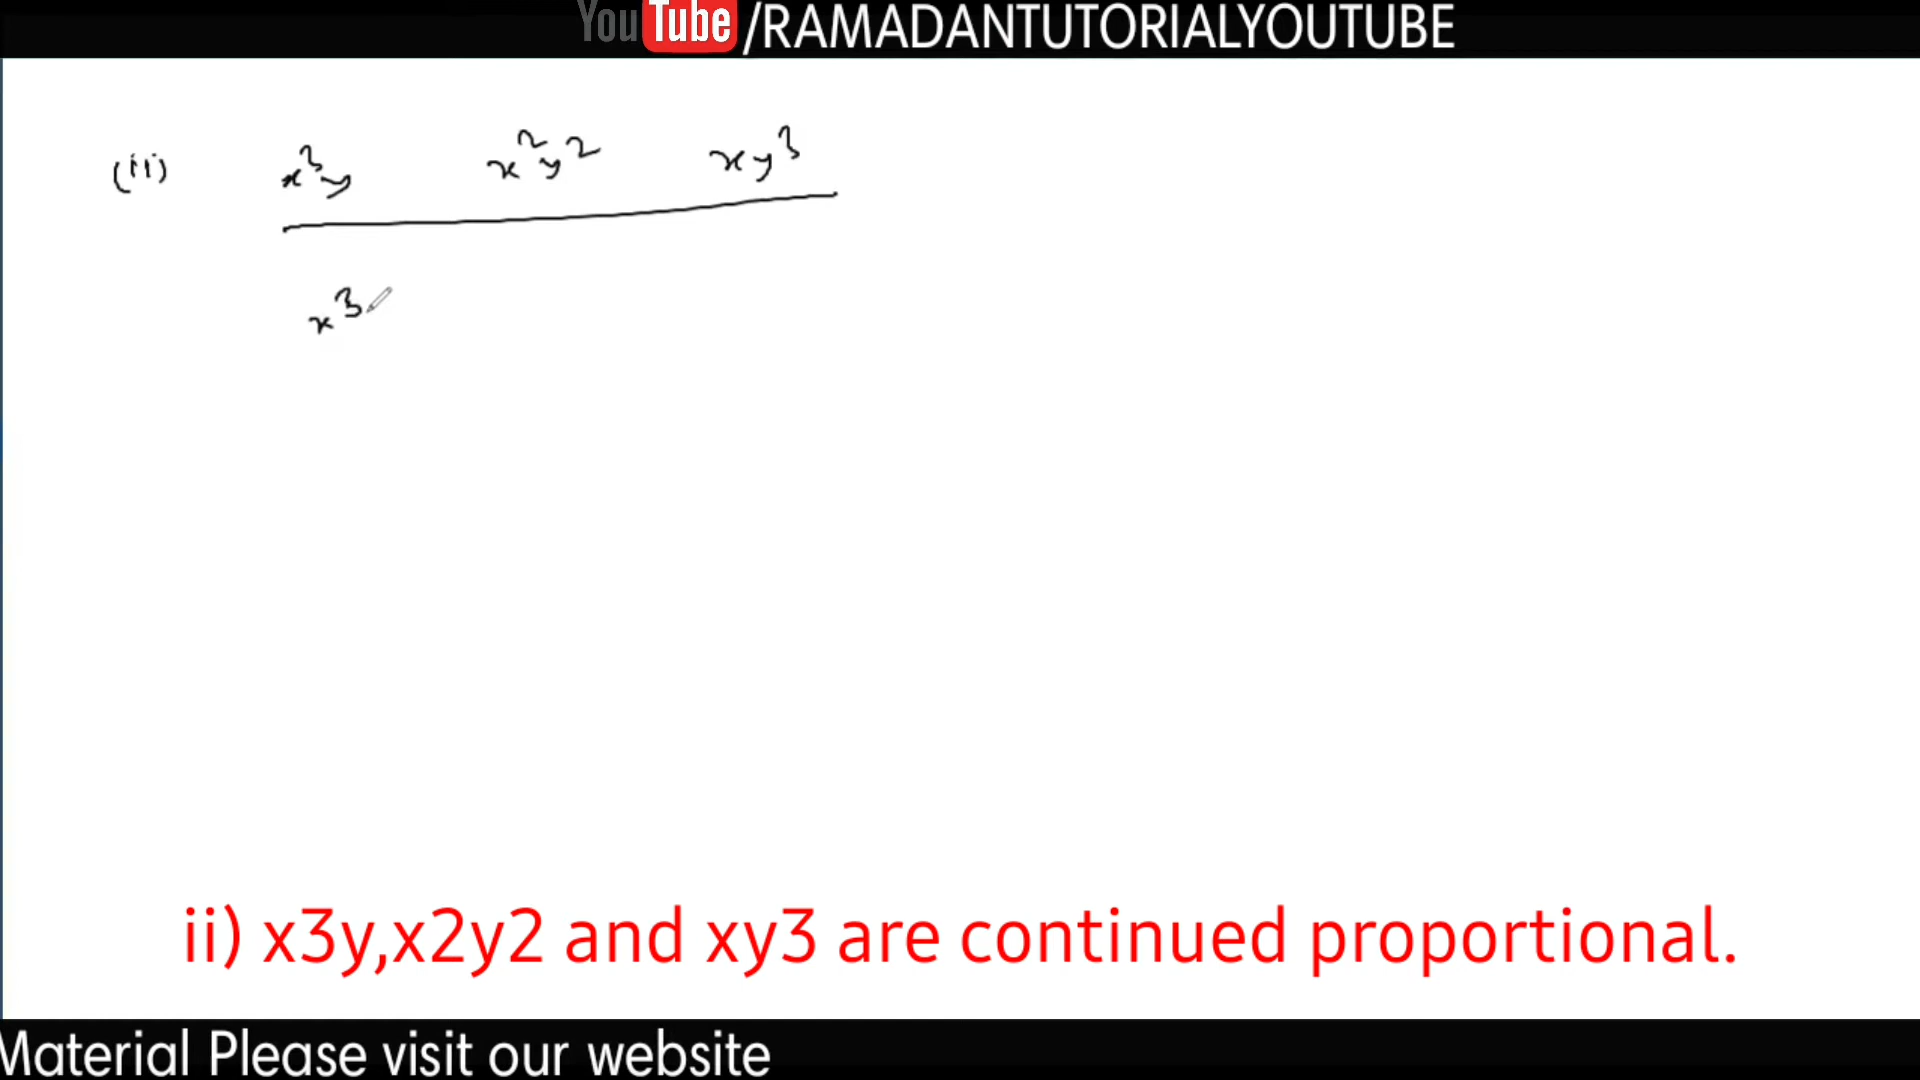 YouTube/RAMADANTUTORIALYOUTUBE
(ii) x³y x²y² xy³
x³
ii) x3y,x2y2 and xy3 are continued proportional.
Material Please visit our website